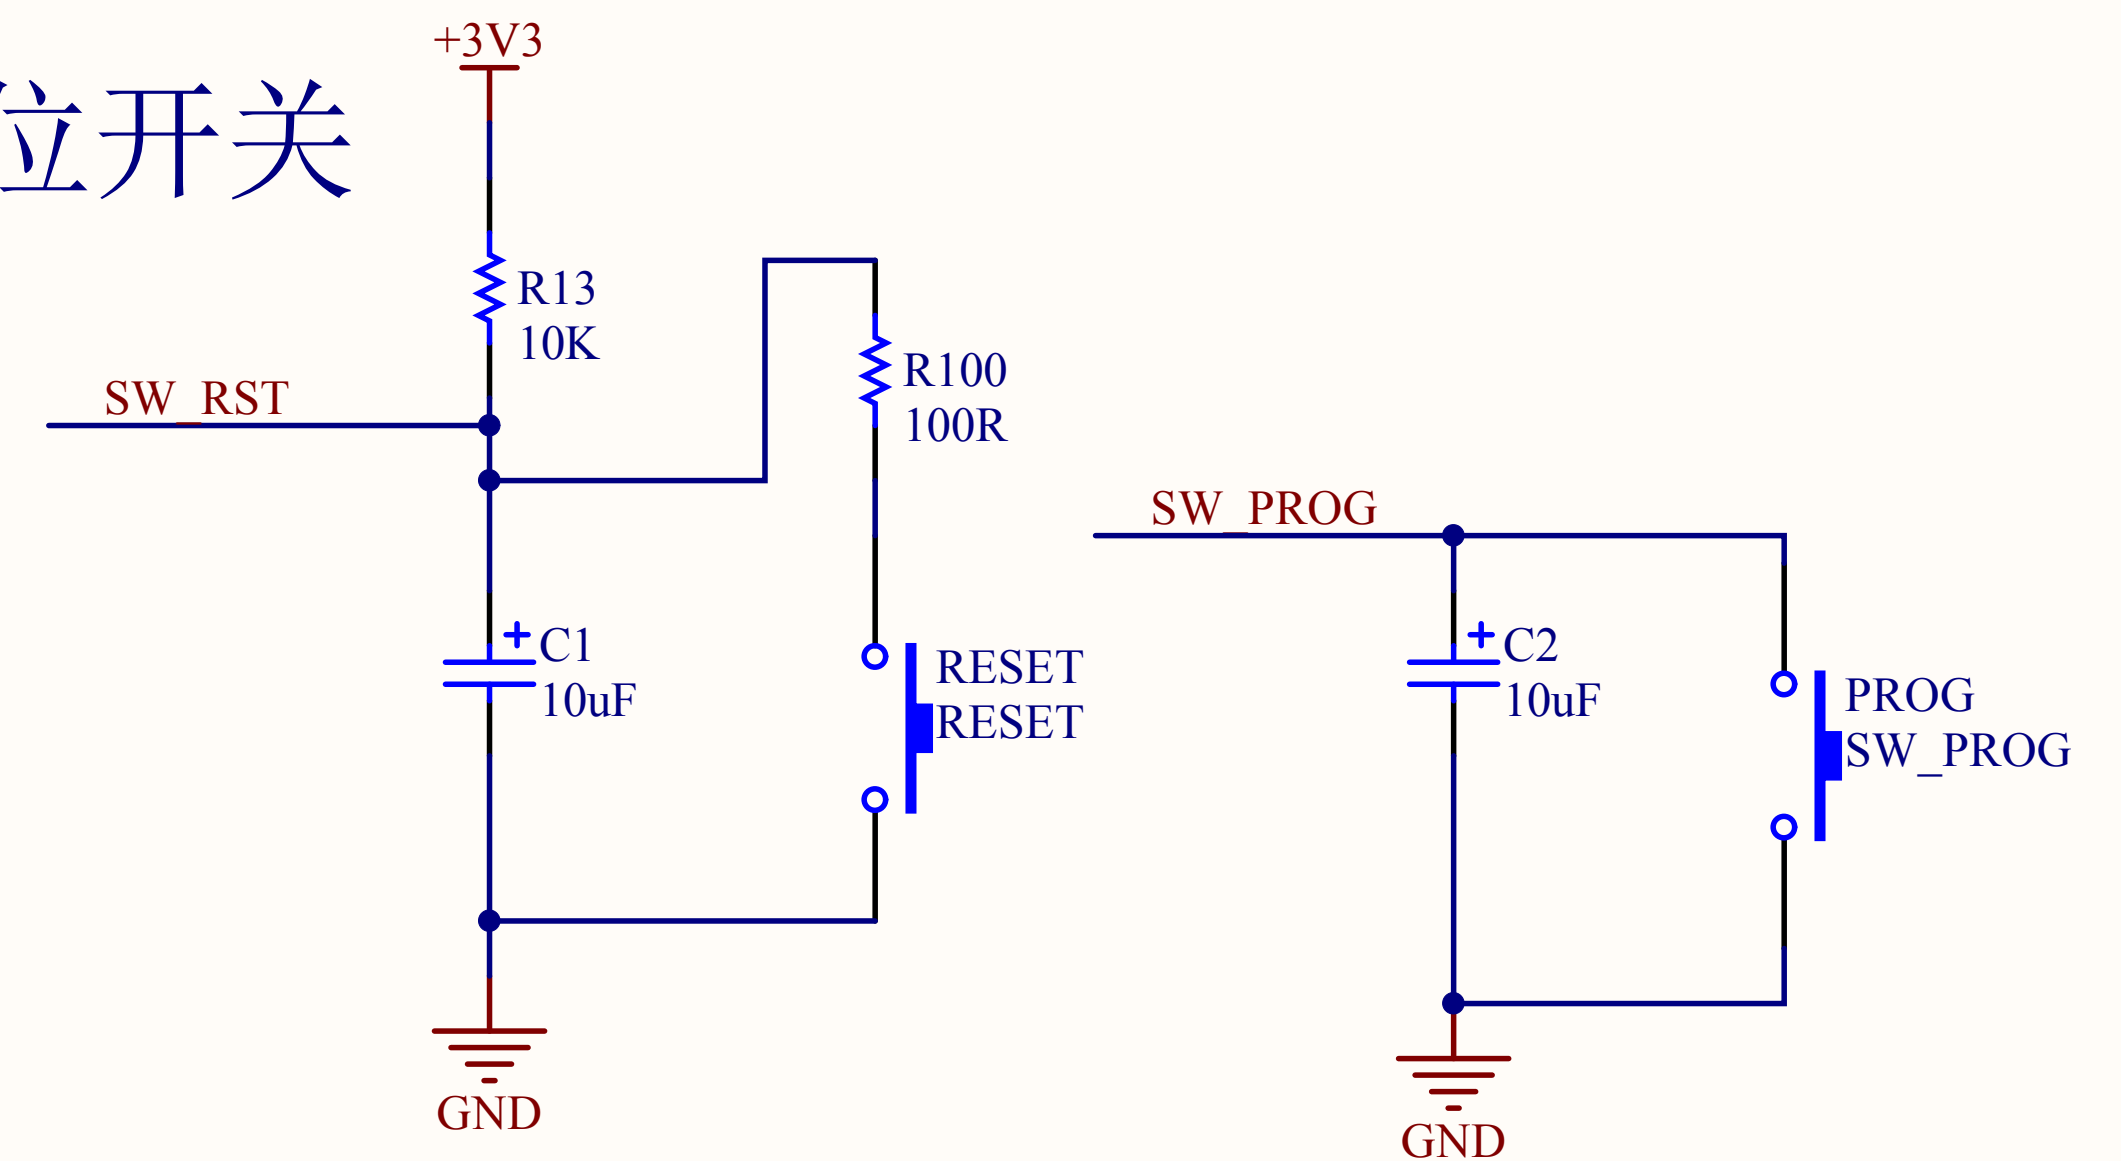 位开关
+3V3
R13
10K
SW_RST
R100
100R
C1
10uF
RESET
RESET
GND
SW_PROG
C2
10uF
PROG
SW_PROG
GND